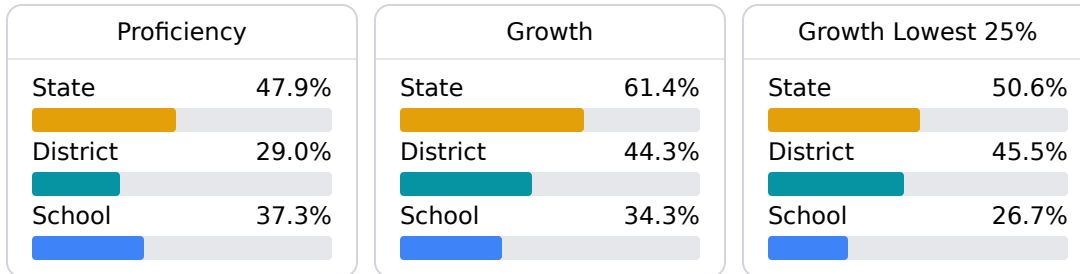 Proficiency
State 47.9%
District 29.0%
School 37.3%
Growth
State 61.4%
District 44.3%
School 34.3%
Growth Lowest 25%
State 50.6%
District 45.5%
School 26.7%